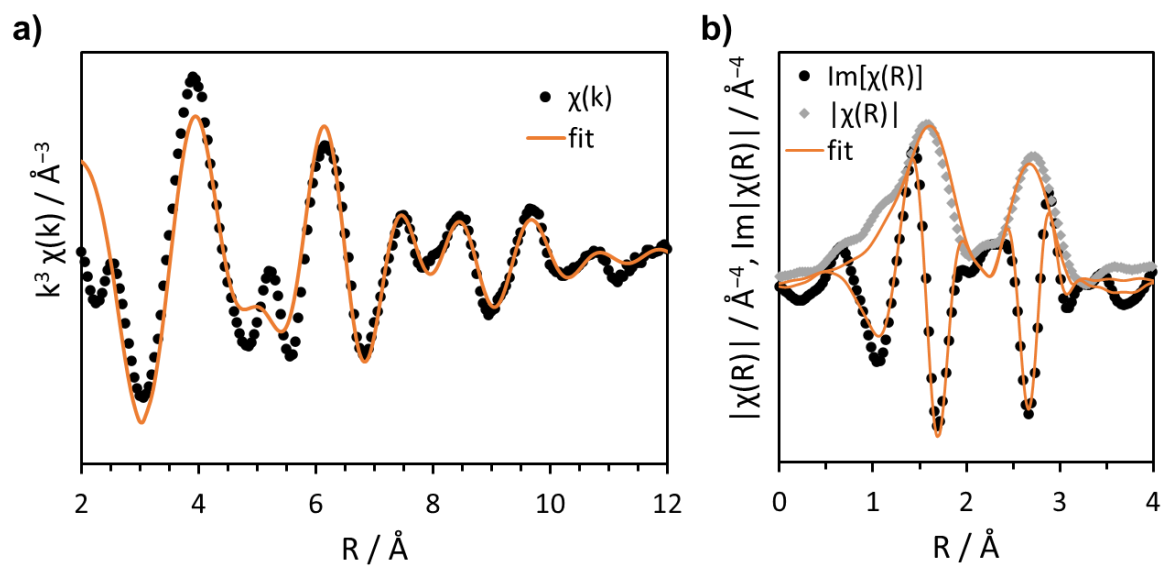 a)
χ(k)
fit
k³ χ(k) / Å⁻³
2 4 6 8 10 12
R / Å
b)
Im[χ(R)]
|χ(R)|
fit
|χ(R)| / Å⁻⁴, Im|χ(R)| / Å⁻⁴
0 1 2 3 4
R / Å